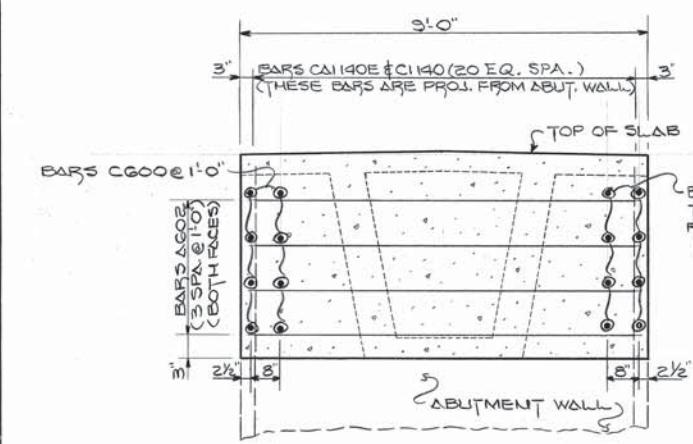 9'-0"
3" BARS CA1140E & C1140 (20 EQ. SPA.) 3"
(THESE BARS ARE PROJ. FROM ABUT. WALL)
TOP OF SLAB
BARS C600 @ 1'-0"
BARS A602
(3 SPA. @ 1'-0")
(BOTH FACES)
3"
2½" 8" 8" 2½"
ABUTMENT WALL